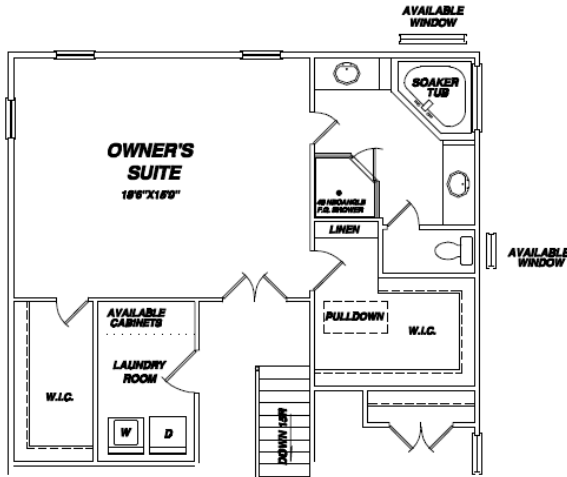 AVAILABLE
WINDOW
SOAKER
TUB
OWNER'S
SUITE
LINEN
AVAILABLE
WINDOW
AVAILABLE
CABINETS
PULLDOWN
W.I.C.
LAUNDRY
ROOM
W.I.C.
W
D